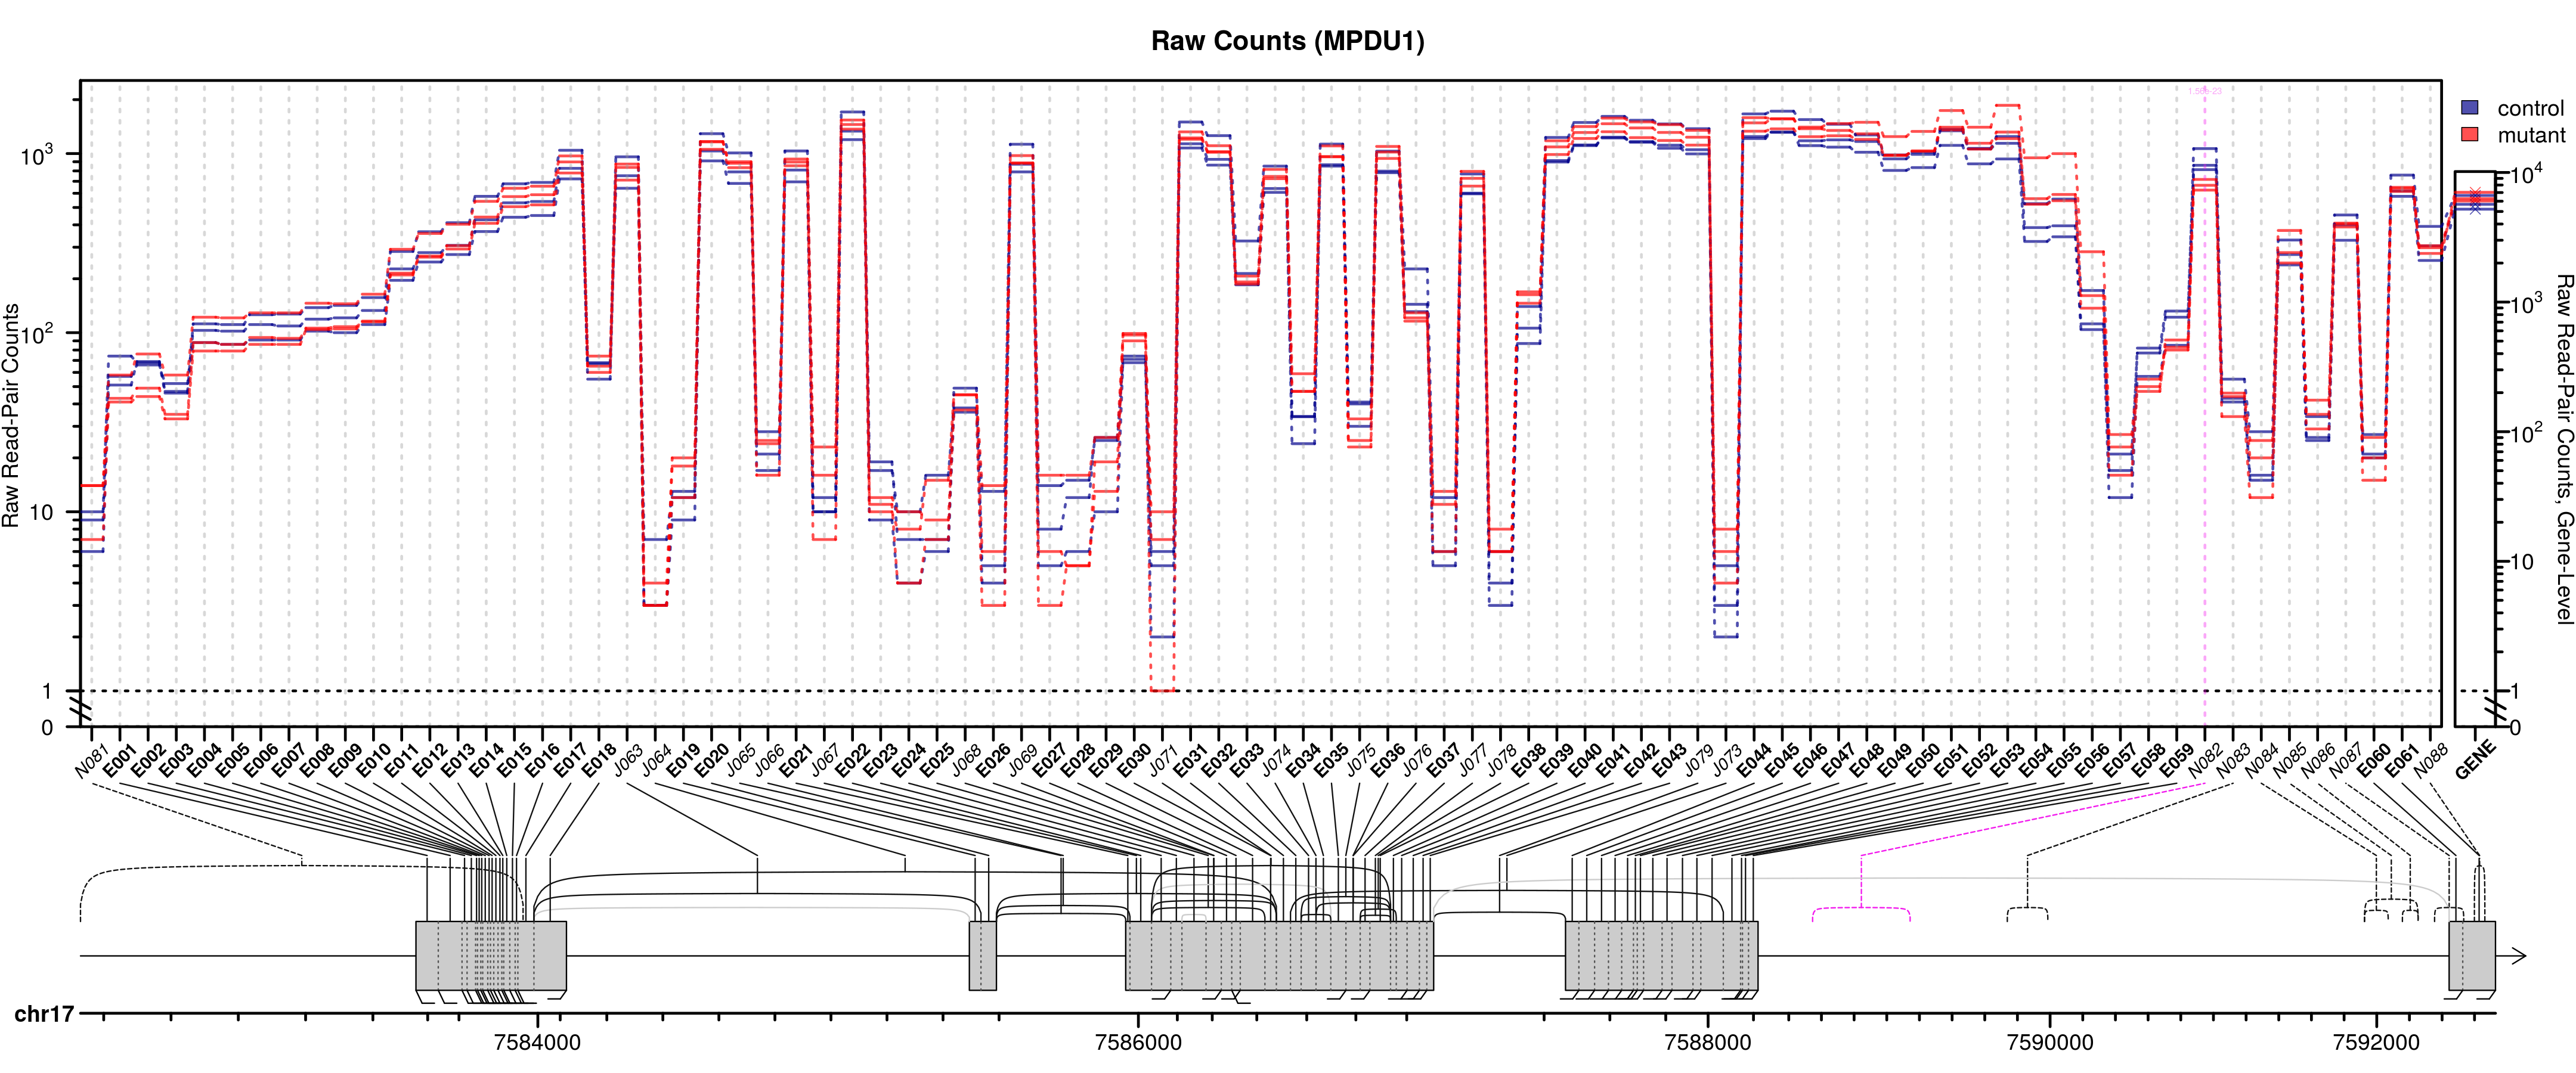 Raw Counts (MPDU1)
control
mutant
Raw Read-Pair Counts
10³
10²
10
1
0
1.58e-23
10⁴
10³
10²
10
1
0
Raw Read-Pair Counts, Gene-Level
N081 E001 E002 E003 E004 E005 E006 E007 E008 E009 E010 E011 E012 E013 E014 E015 E016 E017 E018 J063 J064 E019 E020 J065 J066 E021 J067 E022 E023 E024 E025 J068 E026 J069 E027 E028 E029 E030 J071 E031 E032 E033 J074 E034 E035 J075 E036 J076 E037 J077 J078 E038 E039 E040 E041 E042 E043 J079 J073 E044 E045 E046 E047 E048 E049 E050 E051 E052 E053 E054 E055 E056 E057 E058 E059 N082 N083 N084 N085 N086 N087 E060 E061 N088 GENE
chr17
7584000 7586000 7588000 7590000 7592000